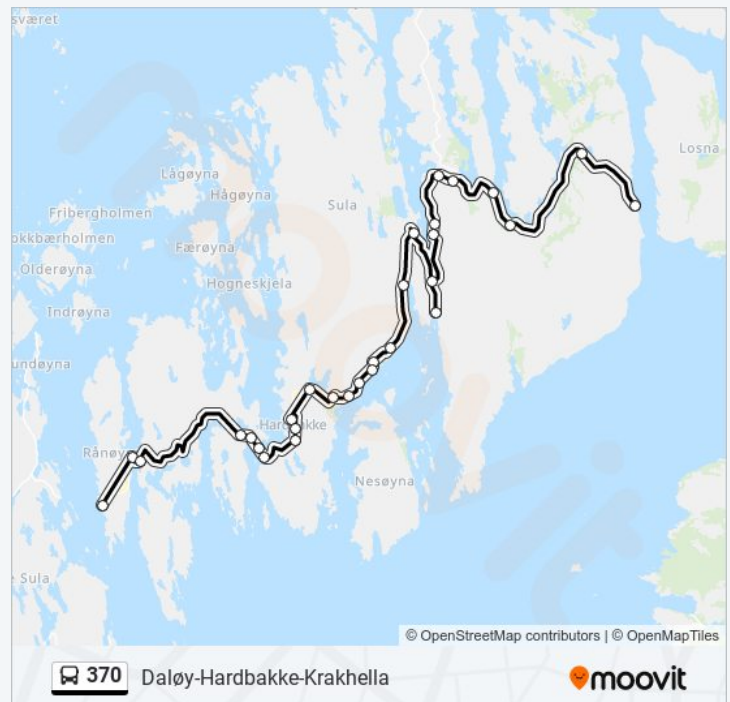 sværet
Losna
Lågøyna
Hågøyna
Sula
Fribergholmen
okkbærholmen
Færøyna
Olderøyna
Hogneskjela
Indrøyna
undøyna
Hardbakke
Rånøy
Nesøyna
e Sula
© OpenStreetMap contributors | © OpenMapTiles
370 Daløy-Hardbakke-Krakhella
moovit